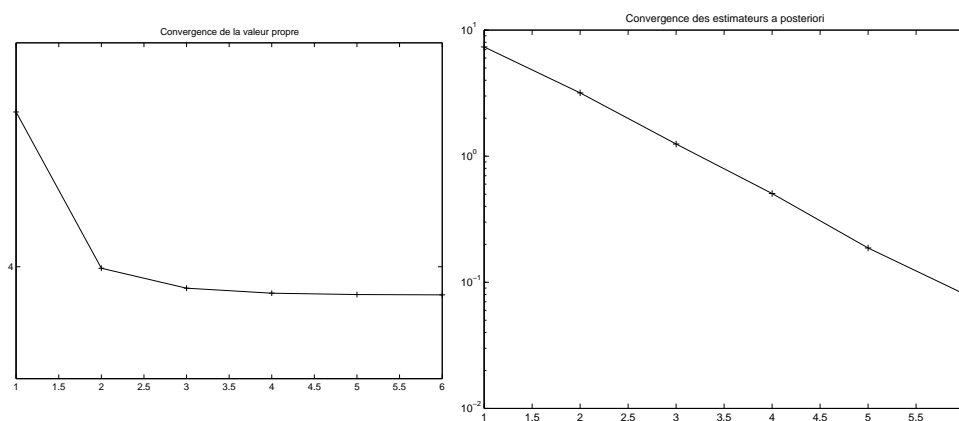 Convergence de la valeur propre
4
1 1.5 2 2.5 3 3.5 4 4.5 5 5.5 6
Convergence des estimateurs a posteriori
10^1
10^0
10^−1
10^−2
1 1.5 2 2.5 3 3.5 4 4.5 5 5.5